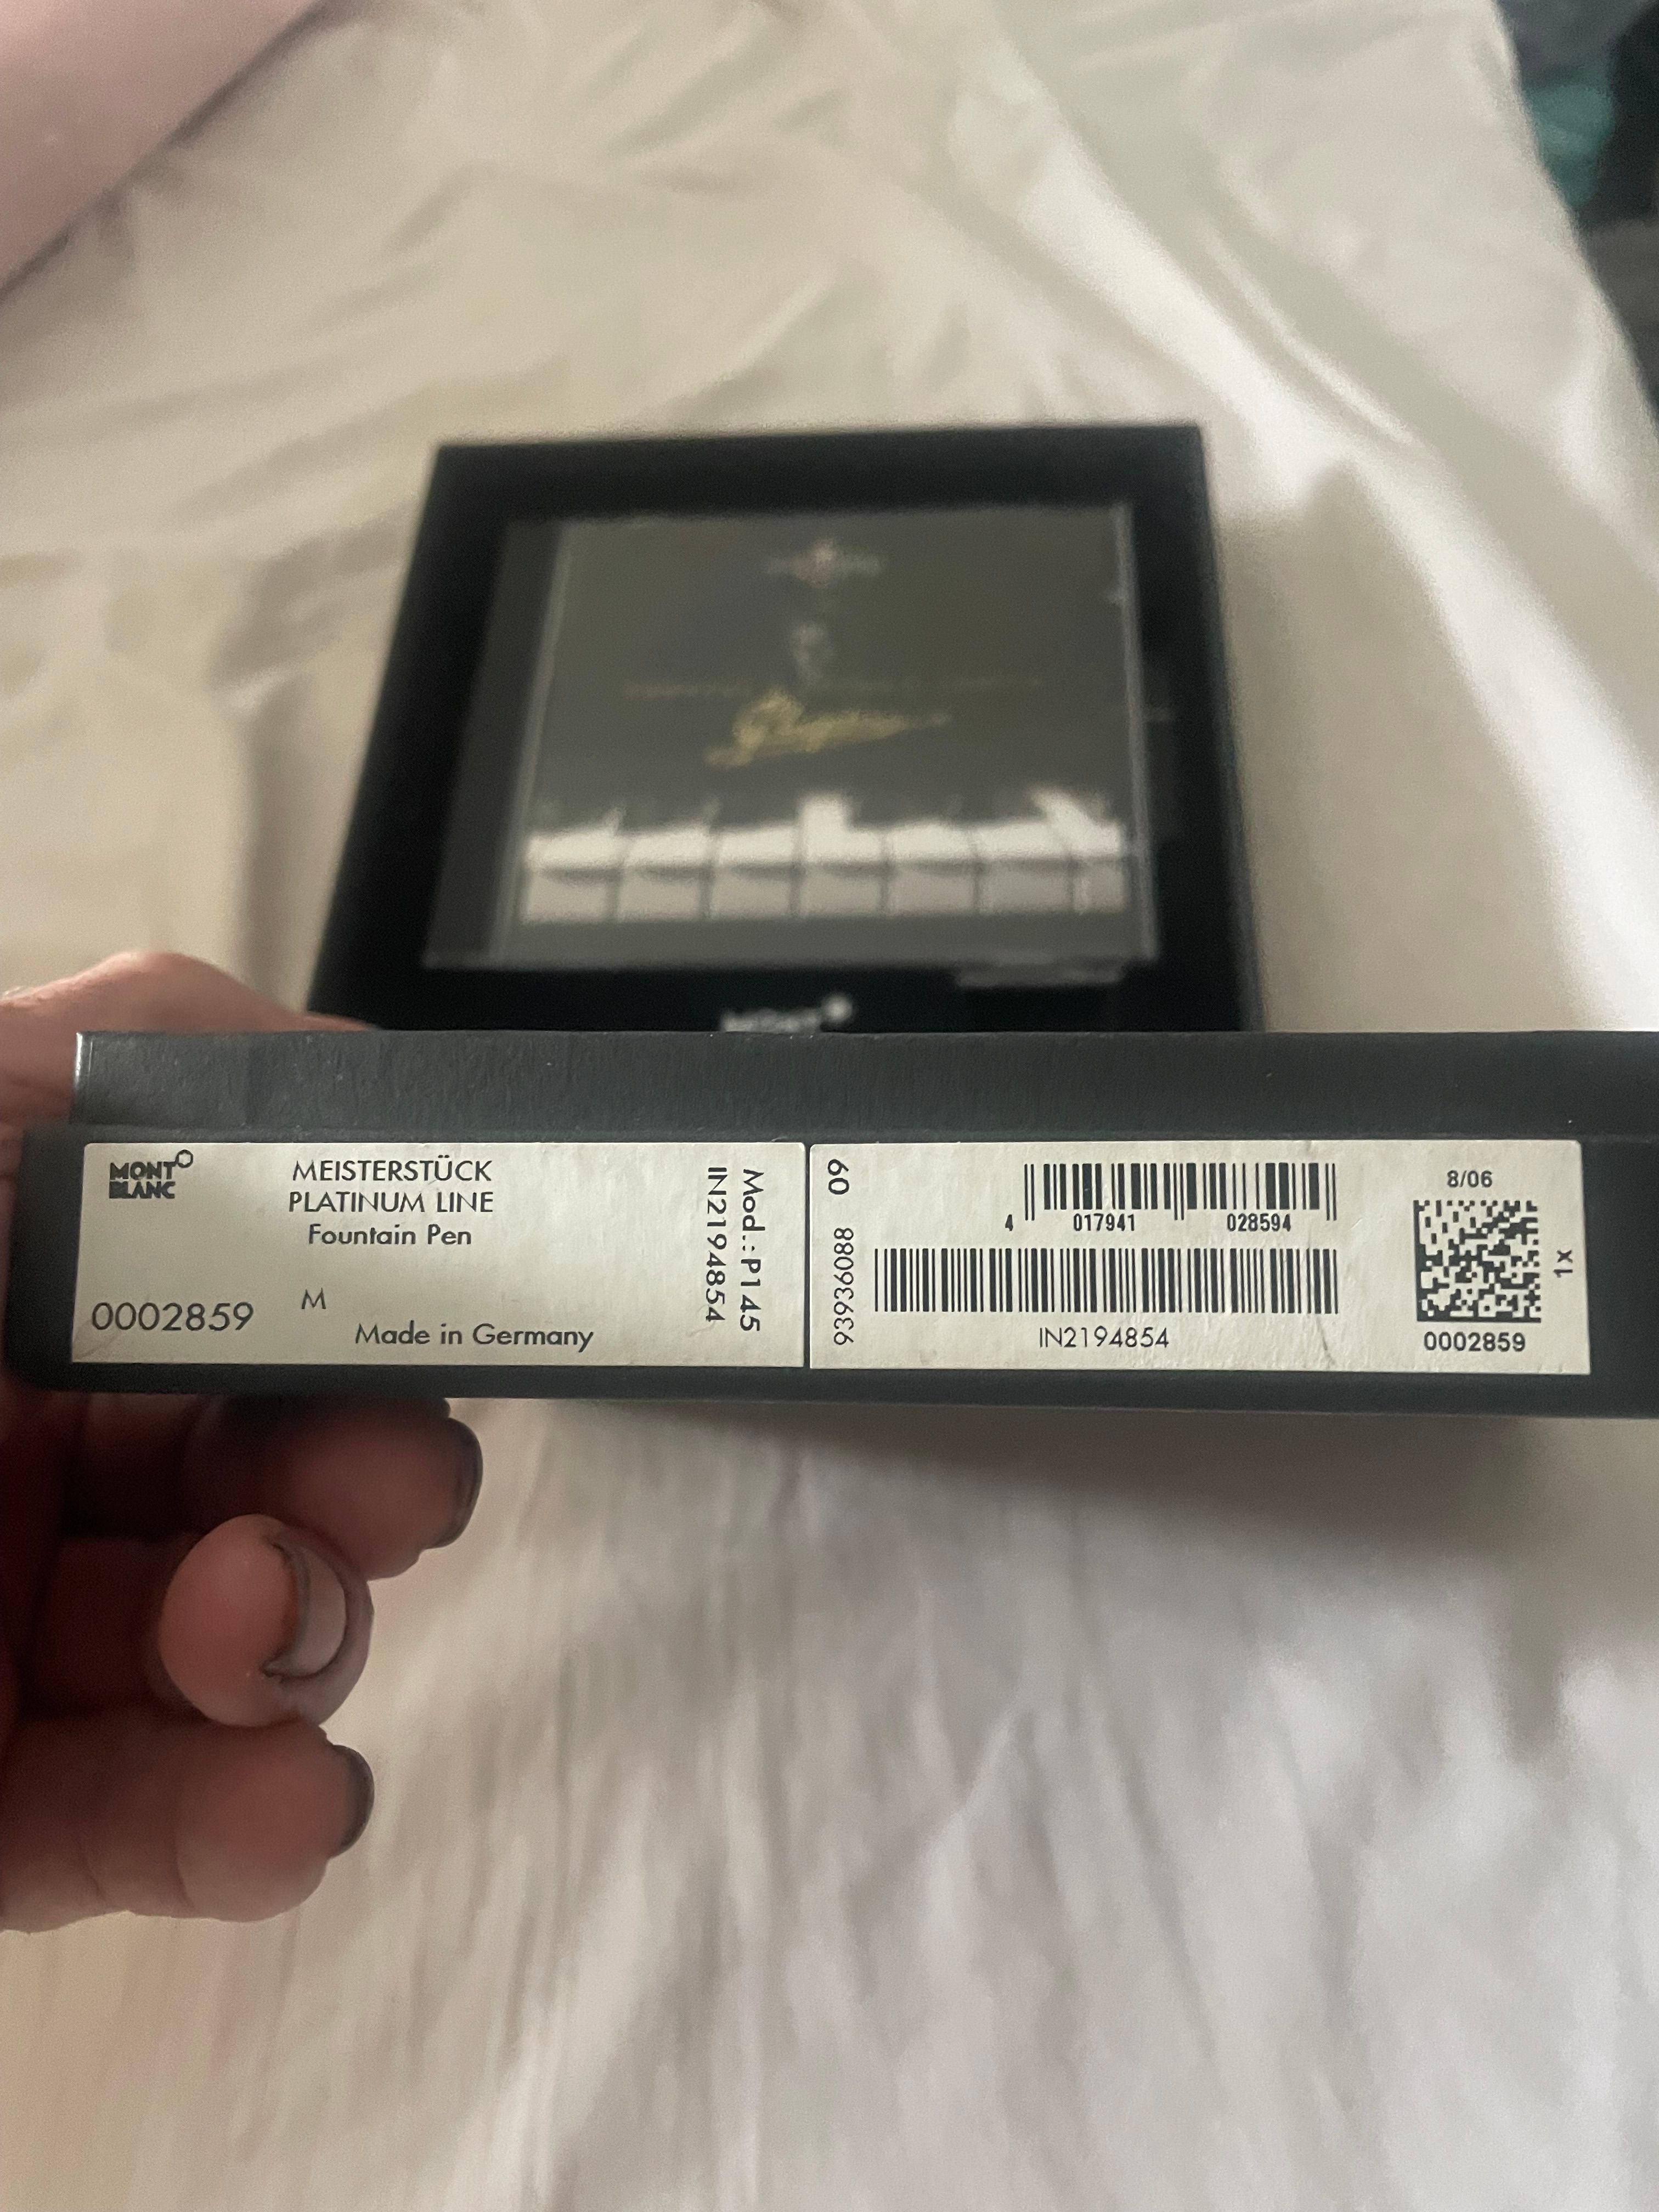 MONT
BLANC
MEISTERSTÜCK
PLATINUM LINE
Fountain Pen
0002859
M
Made in Germany
Mod.: P145
IN2194854
60
93936088
4 017941 028594
IN2194854
8/06
1x
0002859